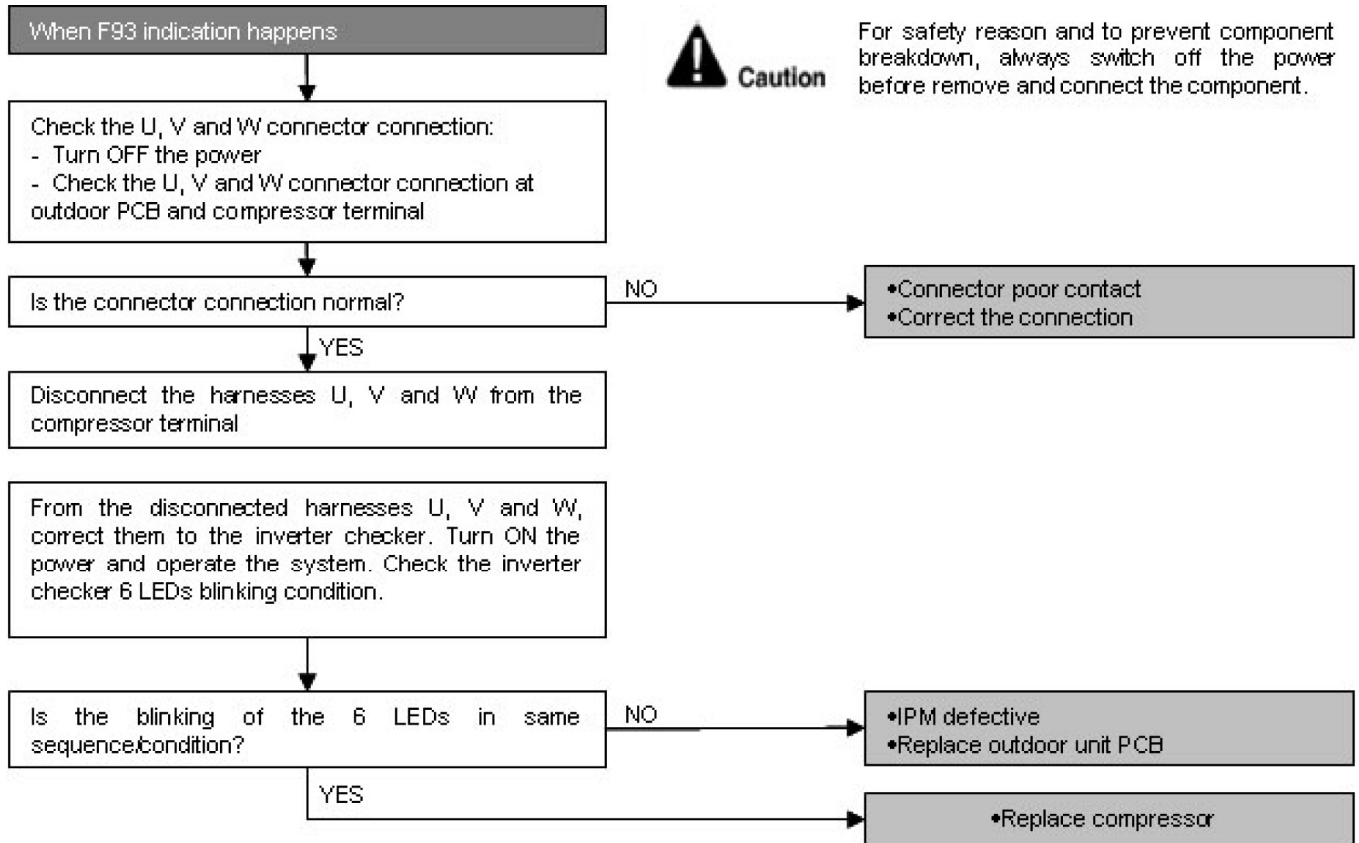 When F93 indication happens
Caution
For safety reason and to prevent component
breakdown, always switch off the power
before remove and connect the component.
Check the U, V and W connector connection:
- Turn OFF the power
- Check the U, V and W connector connection at
outdoor PCB and compressor terminal
Is the connector connection normal?
NO
•Connector poor contact
•Correct the connection
YES
Disconnect the harnesses U, V and W from the
compressor terminal
From the disconnected harnesses U, V and W,
correct them to the inverter checker. Turn ON the
power and operate the system. Check the inverter
checker 6 LEDs blinking condition.
Is the blinking of the 6 LEDs in same
sequence/condition?
NO
•IPM defective
•Replace outdoor unit PCB
YES
•Replace compressor